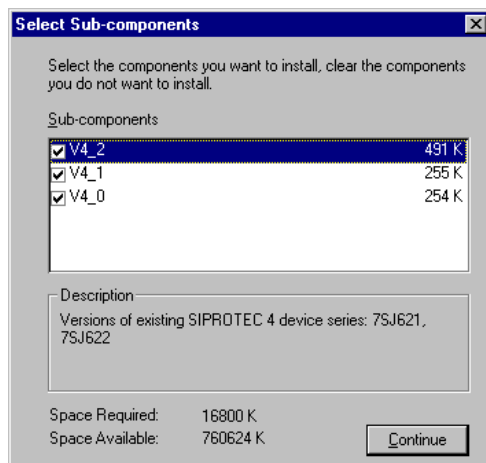 Select Sub-components
Select the components you want to install, clear the components
you do not want to install.
Sub-components
V4_2 491 K
V4_1 255 K
V4_0 254 K
Description
Versions of existing SIPROTEC 4 device series: 7SJ621,
7SJ622
Space Required: 16800 K
Space Available: 760624 K
Continue